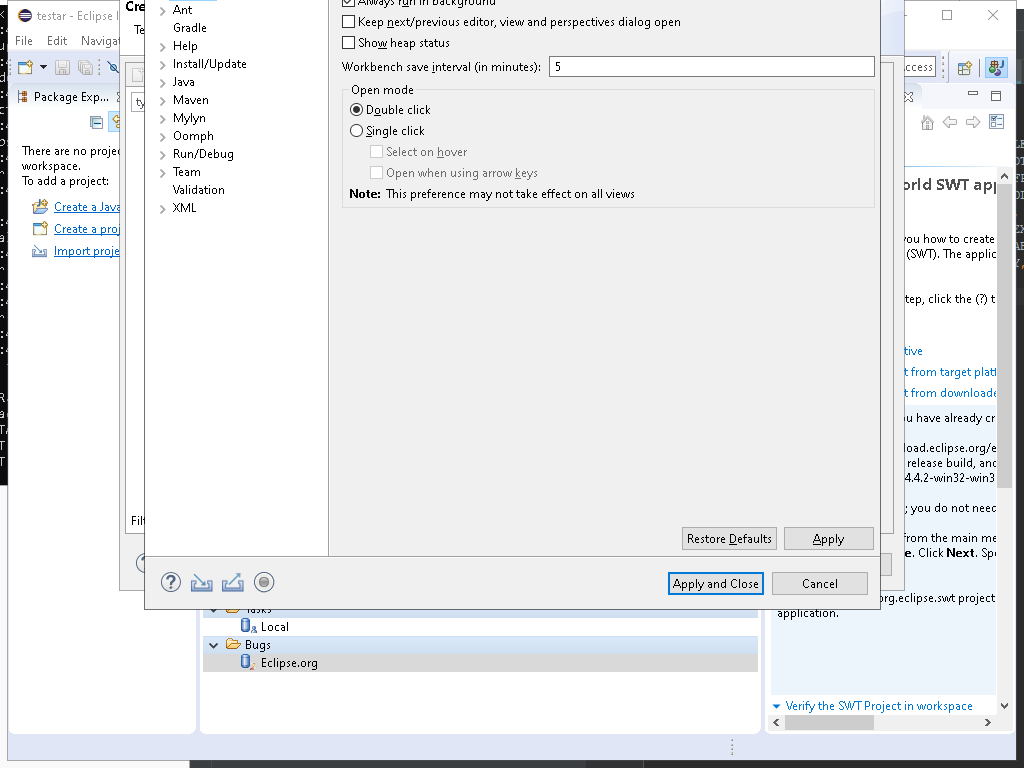 testar - Eclipse I
File Edit Navigat
Package Exp...
There are no proje
workspace.
To add a project:
Create a Java
Create a proj
Import proje
Cre
Te
ty
Filt
Ant
Gradle
Help
Install/Update
Java
Maven
Mylyn
Oomph
Run/Debug
Team
Validation
XML
Always run in background
Keep next/previous editor, view and perspectives dialog open
Show heap status
Workbench save interval (in minutes): 5
Open mode
Double click
Single click
Select on hover
Open when using arrow keys
Note: This preference may not take effect on all views
Restore Defaults Apply
Apply and Close Cancel
Tasks
Local
Bugs
Eclipse.org
ccess
orld SWT app
you how to create
(SWT). The applic
tep, click the (?) t
tive
t from target platf
t from downloade
ou have already cr
load.eclipse.org/e
release build, and
4.4.2-win32-win3
; you do not need
from the main me
e. Click Next. Spe
org.eclipse.swt project
application.
Verify the SWT Project in workspace